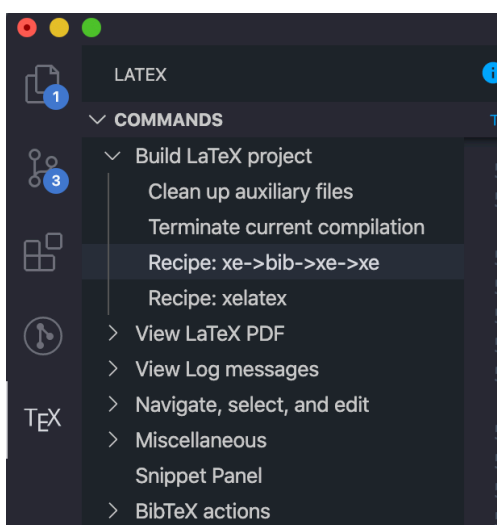 LATEX
COMMANDS
1
Build LaTeX project
Clean up auxiliary files
3
Terminate current compilation
Recipe: xe->bib->xe->xe
Recipe: xelatex
View LaTeX PDF
View Log messages
TEX
Navigate, select, and edit
Miscellaneous
Snippet Panel
BibTeX actions